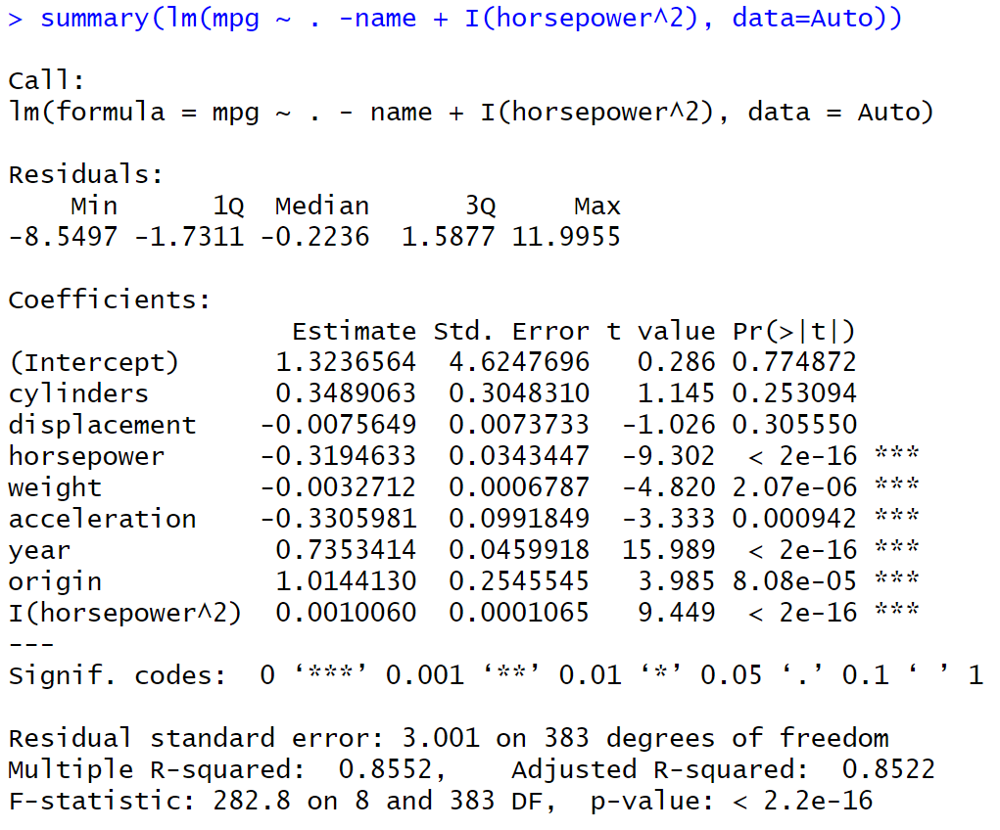 > summary(lm(mpg ~ . -name + I(horsepower^2), data=Auto))

Call:
lm(formula = mpg ~ . - name + I(horsepower^2), data = Auto)

Residuals:
    Min      1Q  Median      3Q     Max
-8.5497 -1.7311 -0.2236  1.5877 11.9955

Coefficients:
                  Estimate Std. Error t value Pr(>|t|)
(Intercept)      1.3236564  4.6247696   0.286 0.774872
cylinders        0.3489063  0.3048310   1.145 0.253094
displacement    -0.0075649  0.0073733  -1.026 0.305550
horsepower      -0.3194633  0.0343447  -9.302  < 2e-16 ***
weight          -0.0032712  0.0006787  -4.820 2.07e-06 ***
acceleration    -0.3305981  0.0991849  -3.333 0.000942 ***
year             0.7353414  0.0459918  15.989  < 2e-16 ***
origin           1.0144130  0.2545545   3.985 8.08e-05 ***
I(horsepower^2)  0.0010060  0.0001065   9.449  < 2e-16 ***
---
Signif. codes:  0 ‘***’ 0.001 ‘**’ 0.01 ‘*’ 0.05 ‘.’ 0.1 ‘ ’ 1

Residual standard error: 3.001 on 383 degrees of freedom
Multiple R-squared:  0.8552,    Adjusted R-squared:  0.8522
F-statistic: 282.8 on 8 and 383 DF,  p-value: < 2.2e-16